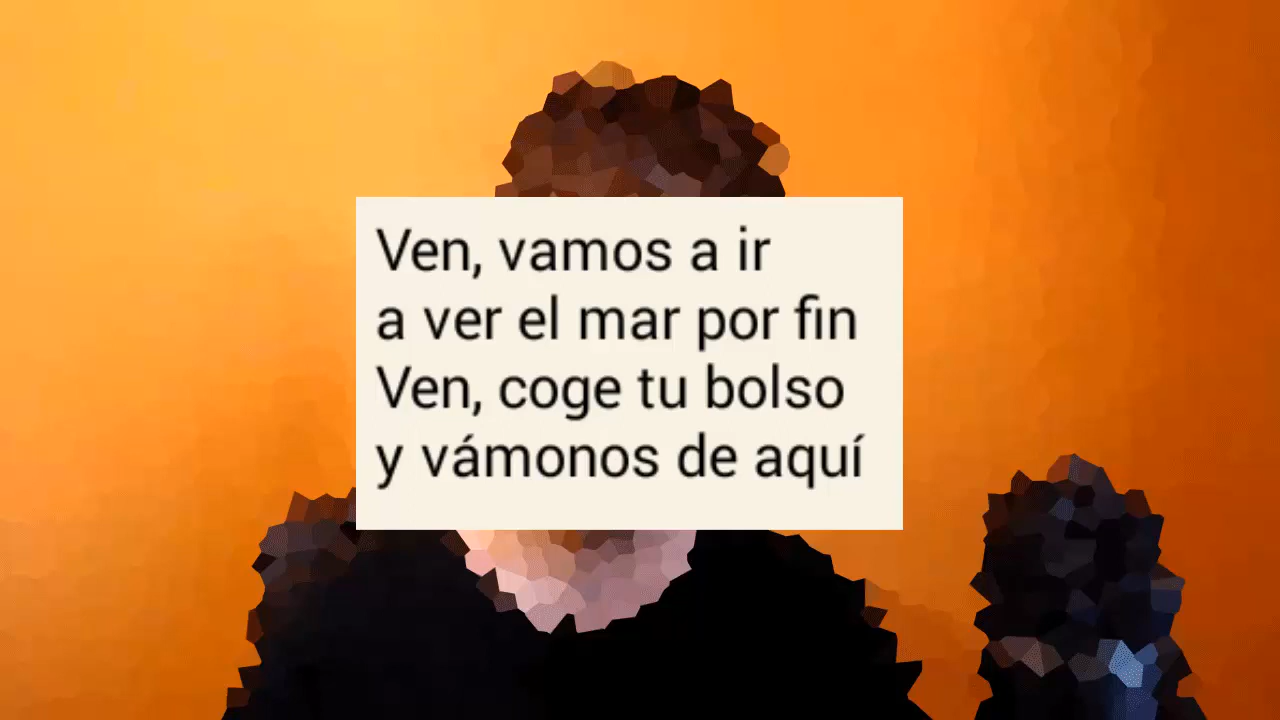 Ven, vamos a ir
a ver el mar por fin
Ven, coge tu bolso
y vámonos de aquí